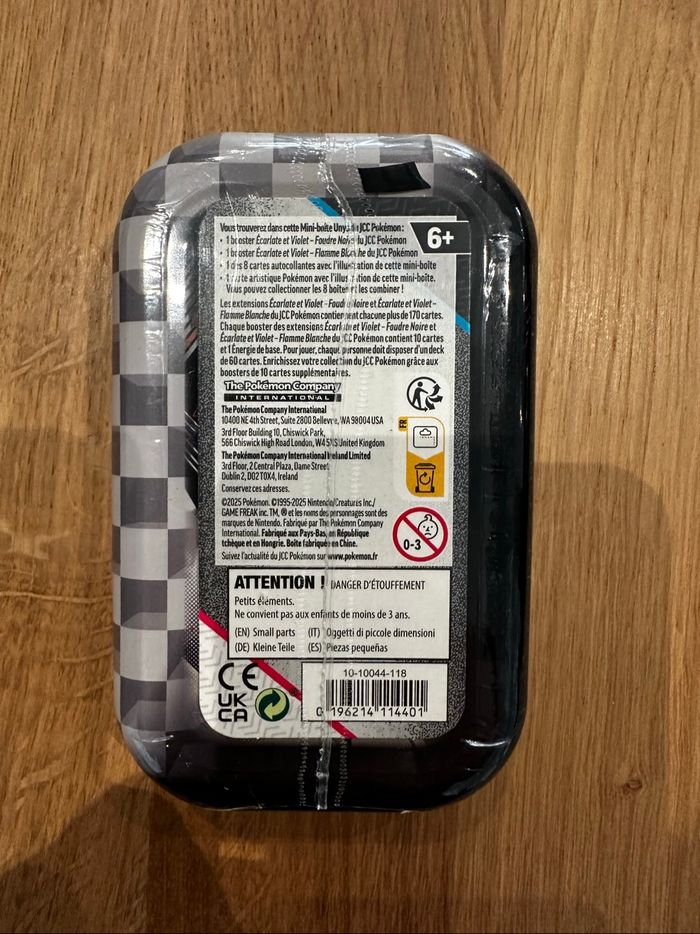 Vous trouverez dans cette Mini-boîte Unys du JCC Pokémon :
6+
• 1 booster Écarlate et Violet – Foudre Noire du JCC Pokémon
• 1 booster Écarlate et Violet – Flamme Blanche du JCC Pokémon
• 1 des 8 cartes autocollantes avec l'illustration de cette mini-boîte
• 1 carte artistique Pokémon avec l'illustration de cette mini-boîte.
Vous pouvez collectionner les 8 boîtes et les combiner !
Les extensions Écarlate et Violet – Foudre Noire et Écarlate et Violet –
Flamme Blanche du JCC Pokémon contiennent chacune plus de 170 cartes.
Chaque booster des extensions Écarlate et Violet – Foudre Noire et
Écarlate et Violet – Flamme Blanche du JCC Pokémon contient 10 cartes
et 1 Énergie de base. Pour jouer, chaque personne doit disposer d'un deck
de 60 cartes. Enrichissez votre collection du JCC Pokémon grâce aux
boosters de 10 cartes supplémentaires.
The Pokémon Company
INTERNATIONAL
The Pokémon Company International
10400 NE 4th Street, Suite 2800 Bellevue, WA 98004 USA
3rd Floor Building 10, Chiswick Park,
566 Chiswick High Road London, W4 5XS United Kingdom
The Pokémon Company International Ireland Limited
3rd Floor, 2 Central Plaza, Dame Street
Dublin 2, D02 T0X4, Ireland
Conservez ces adresses.
©2025 Pokémon. ©1995-2025 Nintendo/Creatures Inc./
GAME FREAK inc. TM, ® et les noms des personnages sont des
marques de Nintendo. Fabriqué par The Pokémon Company
International. Fabriqué aux Pays-Bas, en République
tchèque et en Hongrie. Boîte fabriquée en Chine.
Suivez l'actualité du JCC Pokémon sur www.pokemon.fr
FR
0-3
ATTENTION ! DANGER D'ÉTOUFFEMENT
Petits éléments.
Ne convient pas aux enfants de moins de 3 ans.
(EN) Small parts (IT) Oggetti di piccole dimensioni
(DE) Kleine Teile (ES) Piezas pequeñas
CE
UK
CA
10-10044-118
0 196214 114401